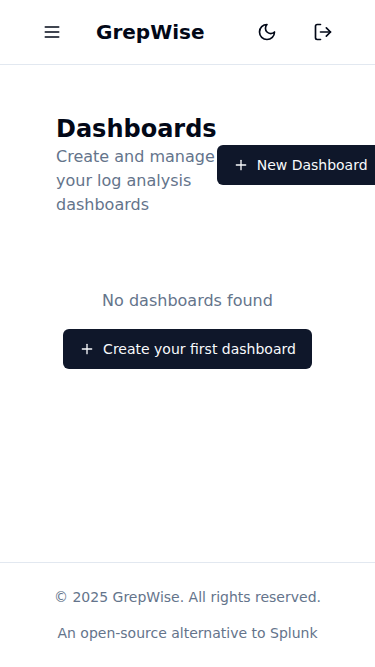 GrepWise
Dashboards
Create and manage
your log analysis
dashboards
New Dashboard
No dashboards found
Create your first dashboard
© 2025 GrepWise. All rights reserved.
An open-source alternative to Splunk